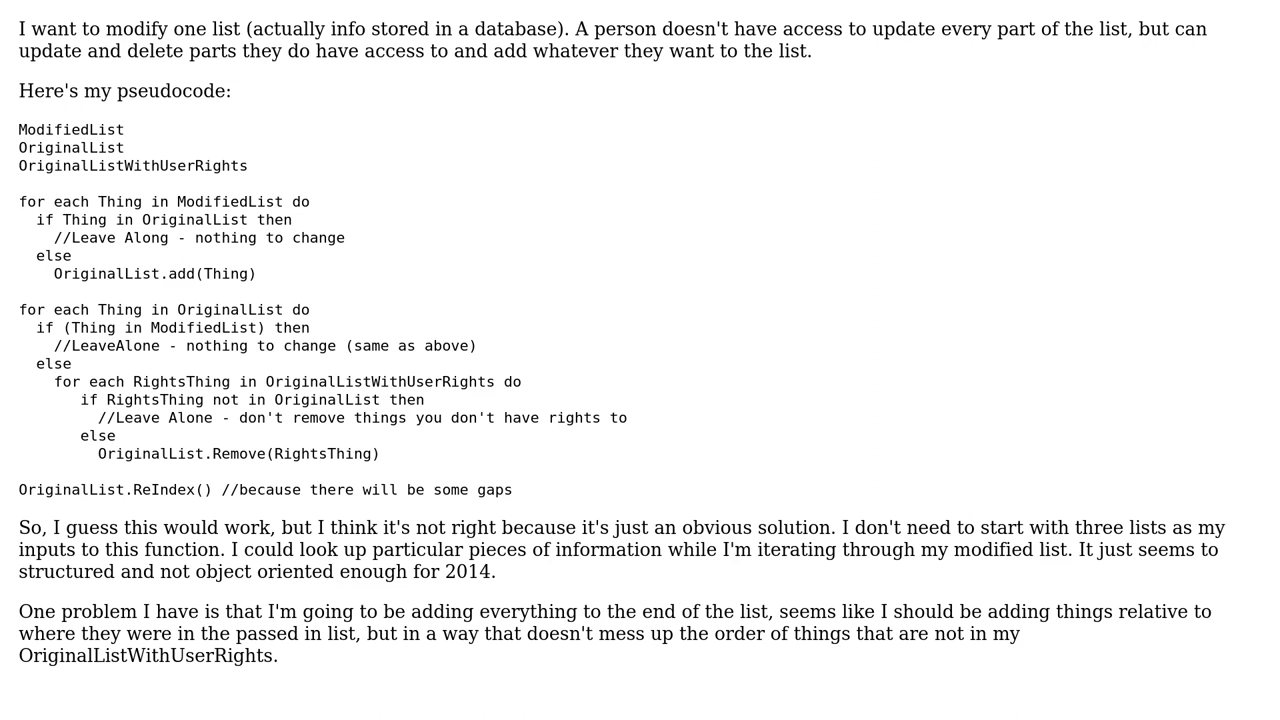 I want to modify one list (actually info stored in a database). A person doesn't have access to update every part of the list, but can
update and delete parts they do have access to and add whatever they want to the list.
Here's my pseudocode:
ModifiedList
OriginalList
OriginalListWithUserRights
for each Thing in ModifiedList do
  if Thing in OriginalList then
    //Leave Along - nothing to change
  else
    OriginalList.add(Thing)
for each Thing in OriginalList do
  if (Thing in ModifiedList) then
    //LeaveAlone - nothing to change (same as above)
  else
    for each RightsThing in OriginalListWithUserRights do
       if RightsThing not in OriginalList then
         //Leave Alone - don't remove things you don't have rights to
       else
         OriginalList.Remove(RightsThing)
OriginalList.ReIndex() //because there will be some gaps
So, I guess this would work, but I think it's not right because it's just an obvious solution. I don't need to start with three lists as my
inputs to this function. I could look up particular pieces of information while I'm iterating through my modified list. It just seems to
structured and not object oriented enough for 2014.
One problem I have is that I'm going to be adding everything to the end of the list, seems like I should be adding things relative to
where they were in the passed in list, but in a way that doesn't mess up the order of things that are not in my
OriginalListWithUserRights.